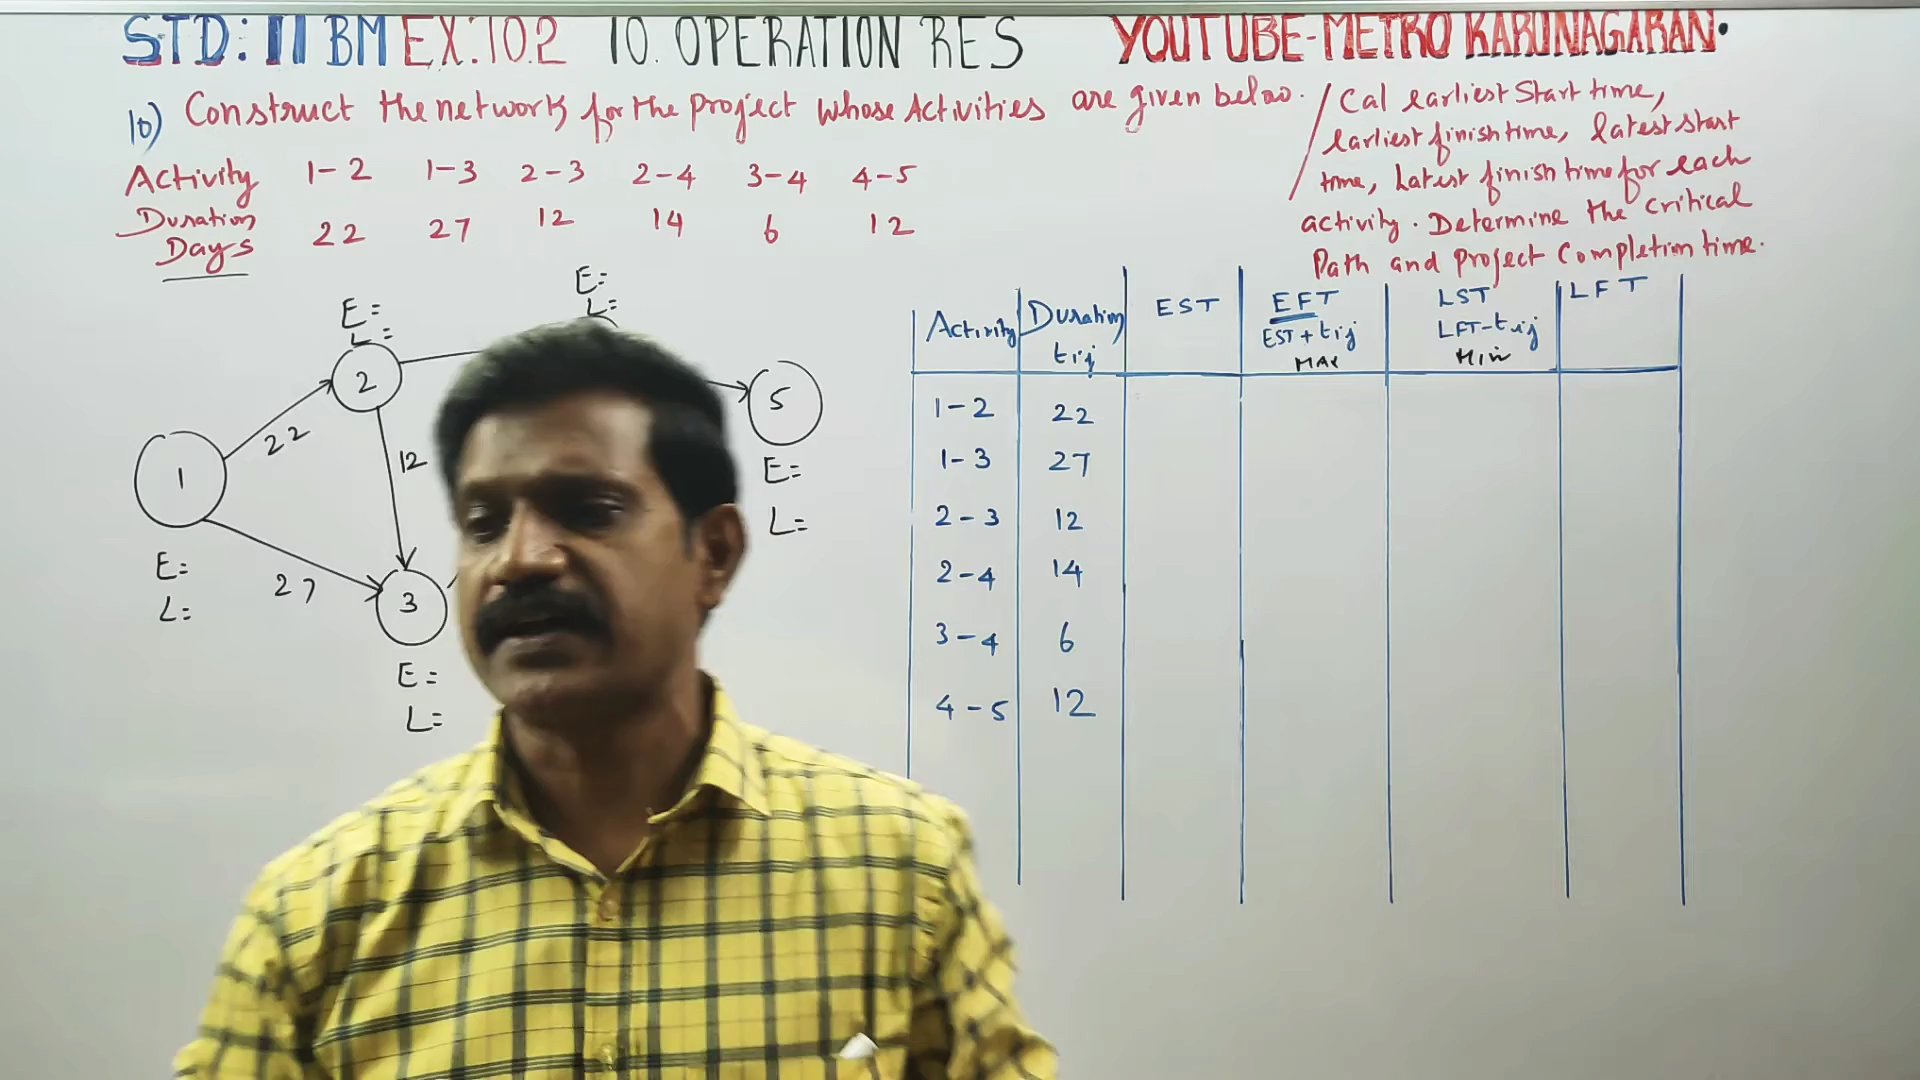 STD: 11 BM EX: 10.2 10. OPERATION RES YOUTUBE-METRO KARUNAGARAN.
10) Construct the network for the project whose Activities are given below. / Cal earliest Start time,
earliest finish time, latest start
time, Latest finish time for each
activity. Determine the critical
Path and project Completion time.
Activity 1-2 1-3 2-3 2-4 3-4 4-5
Duration Days 22 27 12 14 6 12
E=
L=
E=
L=
2
5
22
12
1
E=
L=
E=
L=
27
3
E=
L=
Activity Duration tij EST EFT EST + tij MAX LST LFT-tij Min LFT
1-2 22
1-3 27
2-3 12
2-4 14
3-4 6
4-5 12